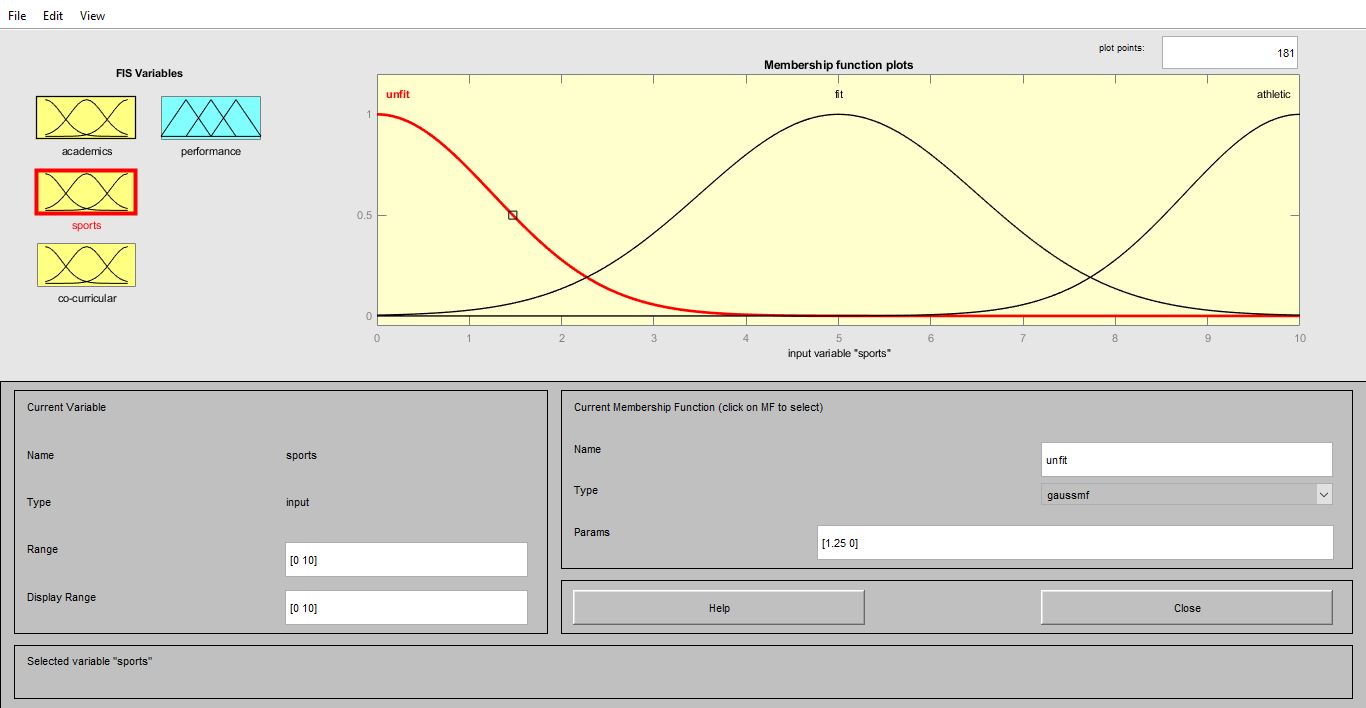 File Edit View
plot points: 181
FIS Variables
academics
performance
sports
co-curricular
Membership function plots
unfit fit athletic
1
0.5
0
0 1 2 3 4 5 6 7 8 9 10
input variable "sports"
Current Variable
Name sports
Type input
Range [0 10]
Display Range [0 10]
Current Membership Function (click on MF to select)
Name unfit
Type gaussmf
Params [1.25 0]
Help Close
Selected variable "sports"